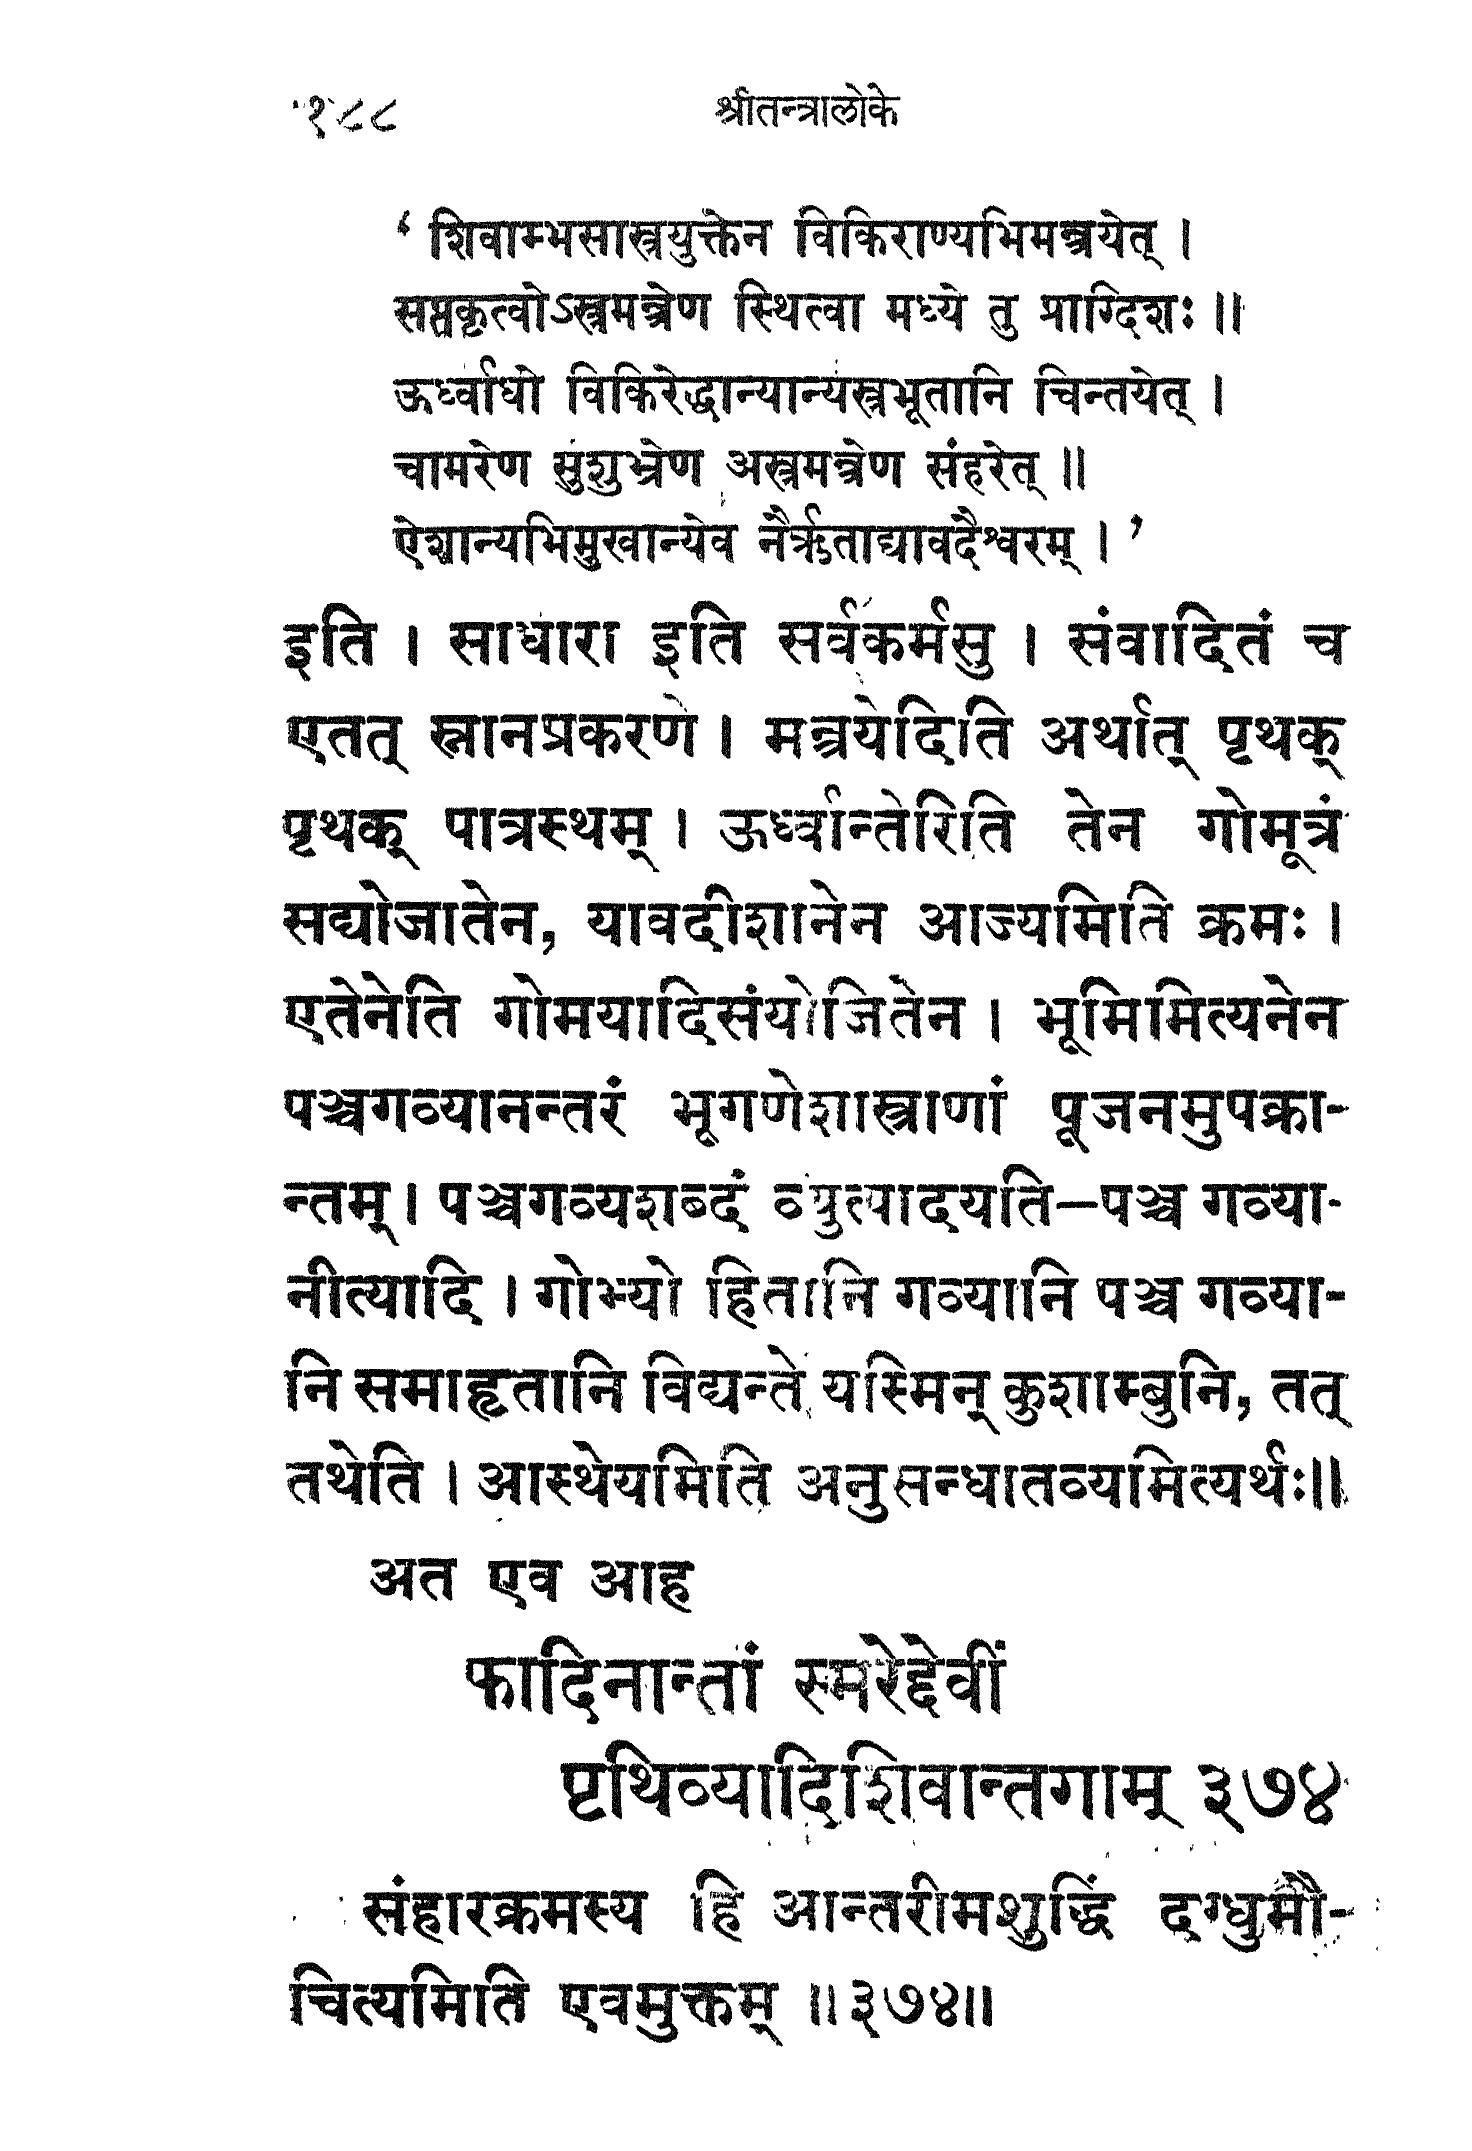 १८८ श्रीतन्त्रालोके
‘ शिवाम्भसास्त्रयुक्तेन विकिराण्यभिमन्त्रयेत् ।
सप्तकृत्वोऽस्त्रमन्त्रेण स्थित्वा मध्ये तु प्राग्दिशः ॥
ऊर्ध्वाधो विकिरेद्धान्यान्यस्त्रभूतानि चिन्तयेत् ।
चामरेण सुशुभ्रेण अस्त्रमन्त्रेण संहरेत् ॥
ऐशान्यभिमुखान्येव नैरृताद्यावदैश्वरम् । ’
इति । साधारा इति सर्वकर्मसु । संवादितं च
एतत् स्नानप्रकरणे । मन्त्रयेदिति अर्थात् पृथक्
पृथक् पात्रस्थम् । ऊर्ध्वान्तेरिति तेन गोमूत्रं
सद्योजातेन, यावदीशानेन आज्यमिति क्रमः ।
एतेनेति गोमयादिसंयोजितेन । भूमिमित्यनेन
पञ्चगव्यानन्तरं भूगणेशास्त्राणां पूजनमुपक्रा-
न्तम् । पञ्चगव्यशब्दं व्युत्पादयति—पञ्च गव्या-
नीत्यादि । गोभ्यो हितानि गव्यानि पञ्च गव्या-
नि समाहृतानि विद्यन्ते यस्मिन् कुशाम्बुनि, तत्
तथेति । आस्थेयमिति अनुसन्धातव्यमित्यर्थः॥
अत एव आह
फादिनान्तां स्मरेद्देवीं
पृथिव्यादिशिवान्तगाम् ३७४
संहारक्रमस्य हि आन्तरीमशुद्धिं दग्धुमौ-
चित्यमिति एवमुक्तम् ॥ ३७४॥